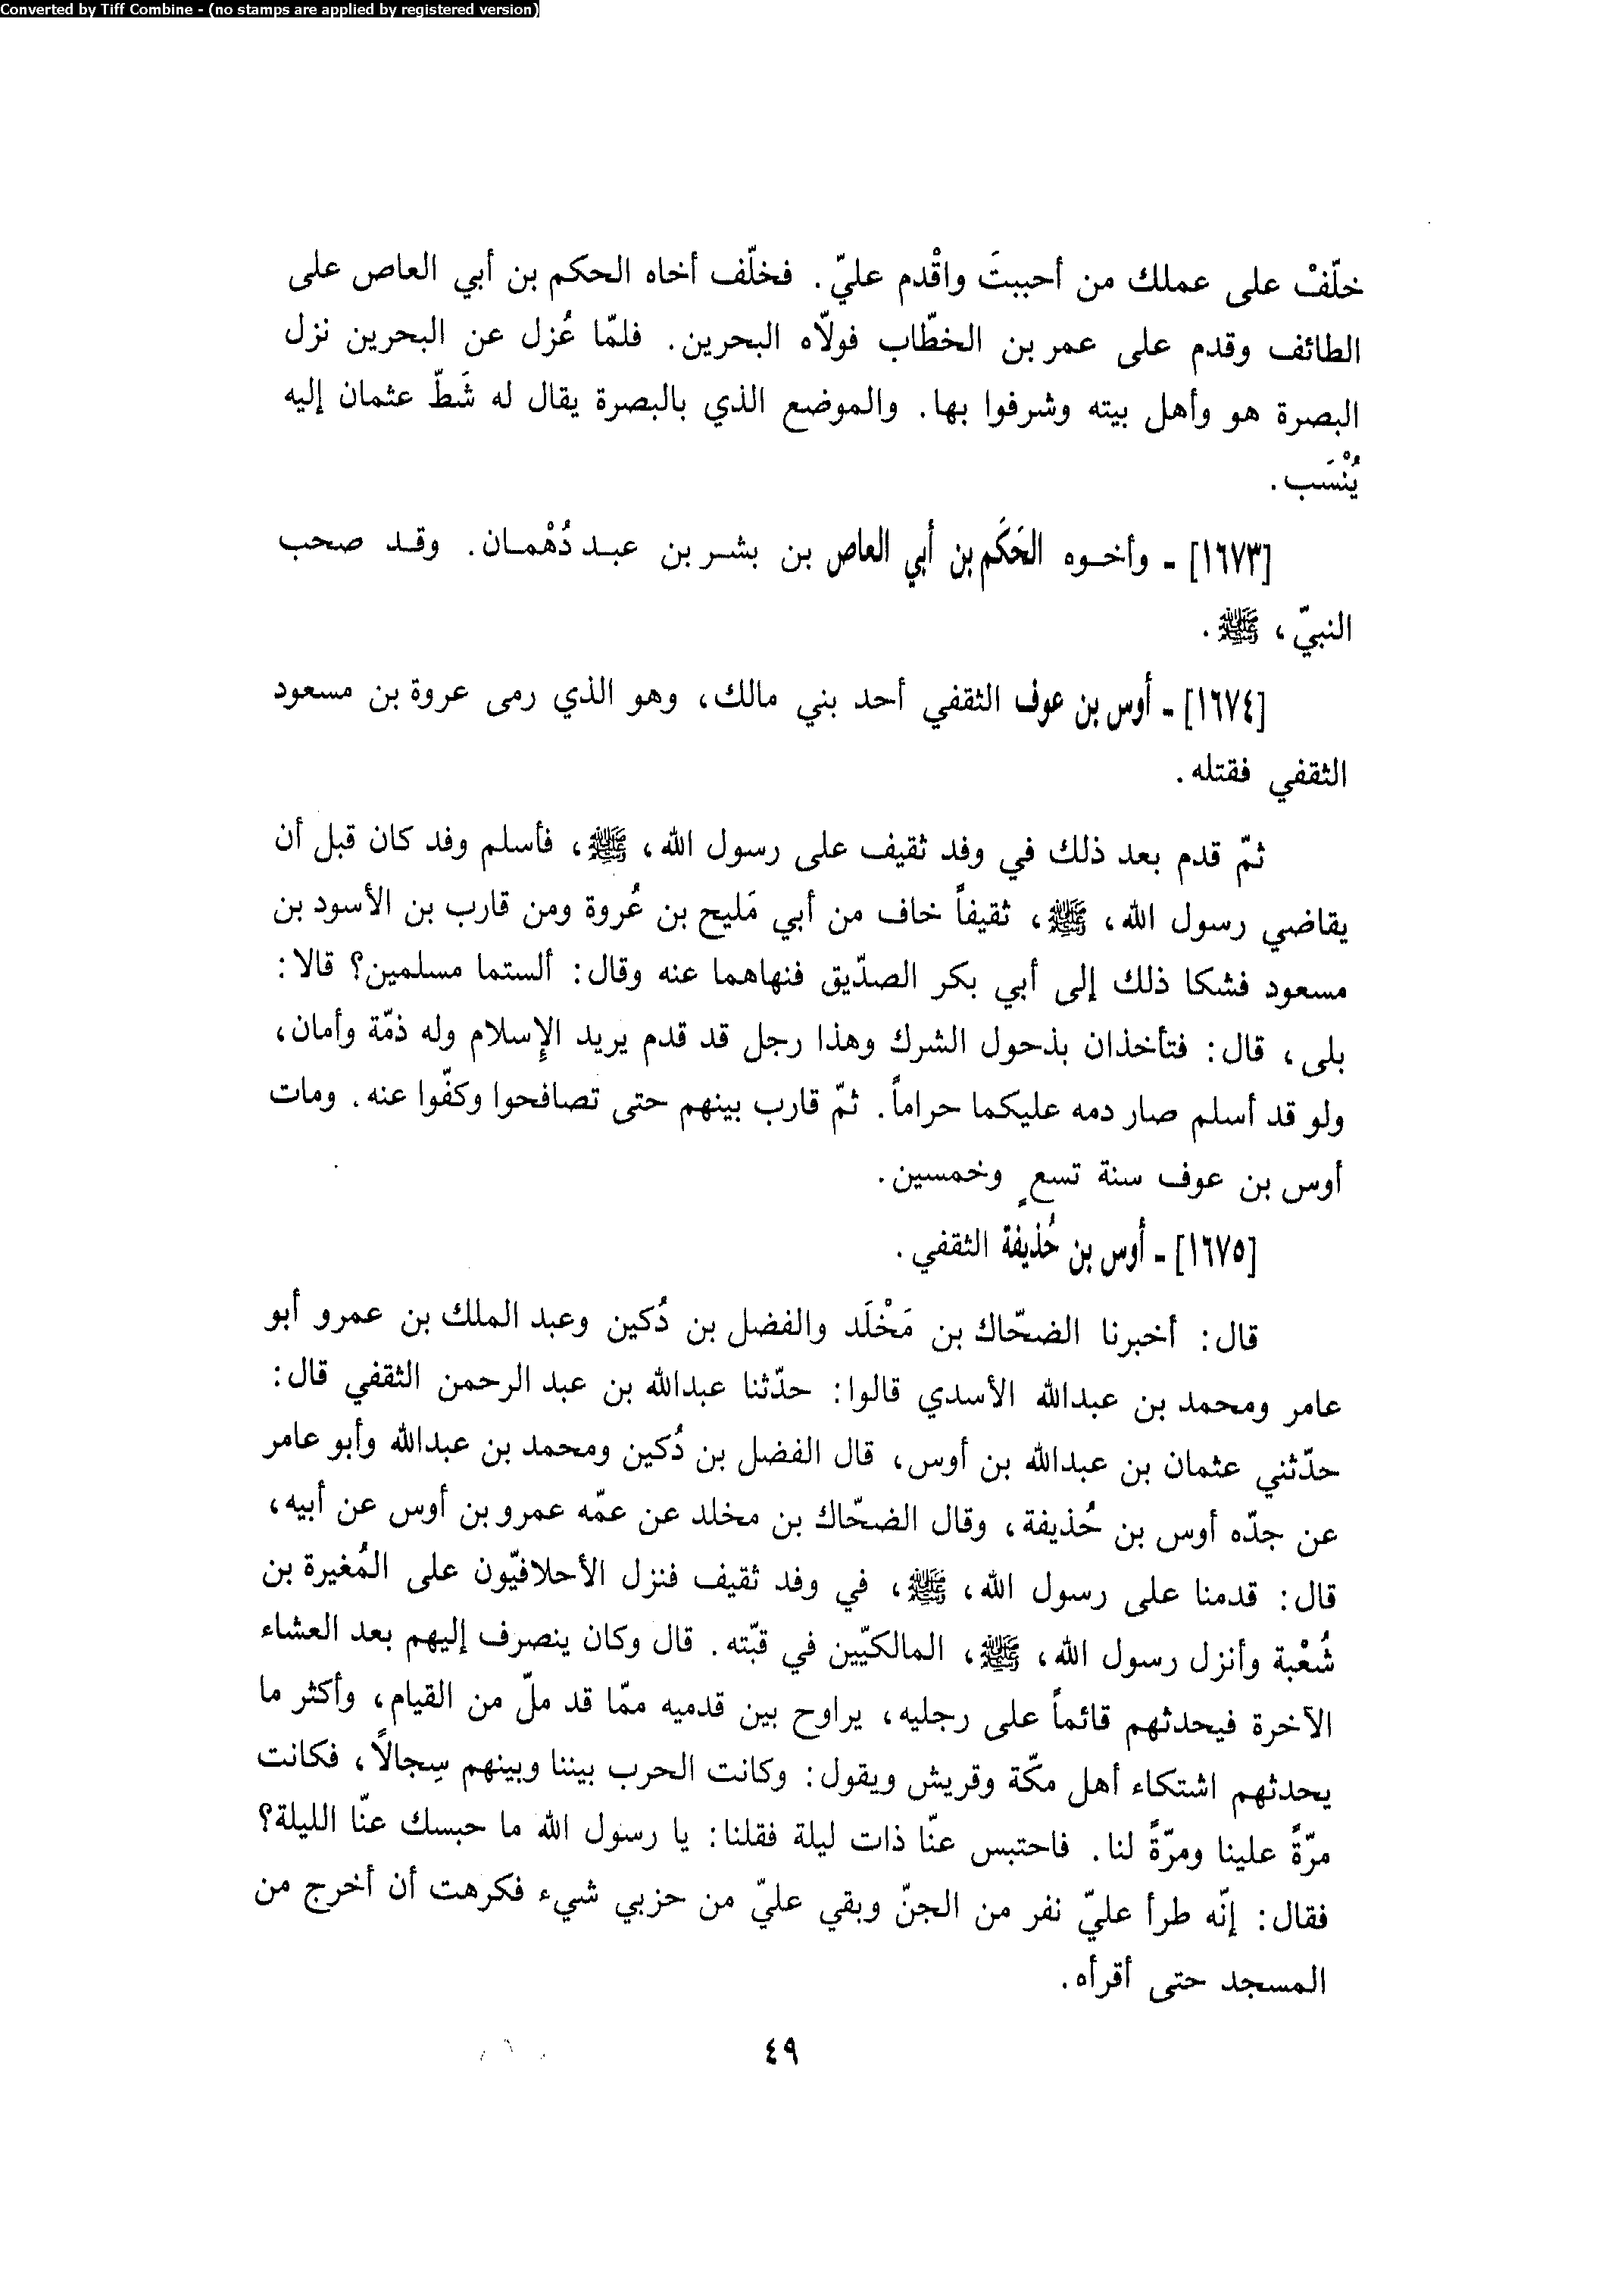 Converted by Tiff Combine - (no stamps are applied by registered version)
خلّفْ على عملك من أحببتَ واقْدم عليّ. فخلّف أخاه الحكم بن أبي العاص على
الطائف وقدم على عمر بن الخطّاب فولّاه البحرين. فلمّا عُزل عن البحرين نزل
البصرة هو وأهل بيته وشرفوا بها. والموضع الذي بالبصرة يقال له شَطّ عثمان إليه
يُنْسَب.
[١٦٧٣] - وأخوه الحَكَم بن أبي العاص بن بشر بن عبد دُهْمان. وقد صحب
النبيّ، ﷺ.
[١٦٧٤] - أوس بن عوف الثقفي أحد بني مالك، وهو الذي رمى عروة بن مسعود
الثقفي فقتله.
ثمّ قدم بعد ذلك في وفد ثقيف على رسول الله، ﷺ، فأسلم وفد كان قبل أن
يقاضي رسول الله، ﷺ، ثقيفاً خاف من أبي مَليح بن عُروة ومن قارب بن الأسود بن
مسعود فشكا ذلك إلى أبي بكر الصدّيق فنهاهما عنه وقال: ألستما مسلمين؟ قالا:
بلى، قال: فتأخذان بذحول الشرك وهذا رجل قد قدم يريد الإسلام وله ذمّة وأمان،
ولو قد أسلم صار دمه عليكما حراماً. ثمّ قارب بينهم حتى تصافحوا وكفّوا عنه. ومات
أوس بن عوف سنة تسعٍ وخمسين.
[١٦٧٥] - أوس بن حُذيفة الثقفي.
قال: أخبرنا الضحّاك بن مَخْلَد والفضل بن دُكين وعبد الملك بن عمرو أبو
عامر ومحمد بن عبدالله الأسدي قالوا: حدّثنا عبدالله بن عبد الرحمن الثقفي قال:
حدّثني عثمان بن عبدالله بن أوس، قال الفضل بن دُكين ومحمد بن عبدالله وأبو عامر
عن جدّه أوس بن حُذيفة، وقال الضحّاك بن مخلد عن عمّه عمرو بن أوس عن أبيه،
قال: قدمنا على رسول الله، ﷺ، في وفد ثقيف فنزل الأحلافيّون على المُغيرة بن
شُعْبة وأنزل رسول الله، ﷺ، المالكيّين في قبّته. قال وكان ينصرف إليهم بعد العشاء
الآخرة فيحدثهم قائماً على رجليه، يراوح بين قدميه ممّا قد ملّ من القيام، وأكثر ما
يحدثهم اشتكاء أهل مكّة وقريش ويقول: وكانت الحرب بيننا وبينهم سِجالاً، فكانت
مرّةً علينا ومرّةً لنا. فاحتبس عنّا ذات ليلة فقلنا: يا رسول الله ما حبسك عنّا الليلة؟
فقال: إنّه طرأ عليّ نفر من الجنّ وبقي عليّ من حزبي شيء فكرهت أن أخرج من
المسجد حتى أقرأه.
٤٩